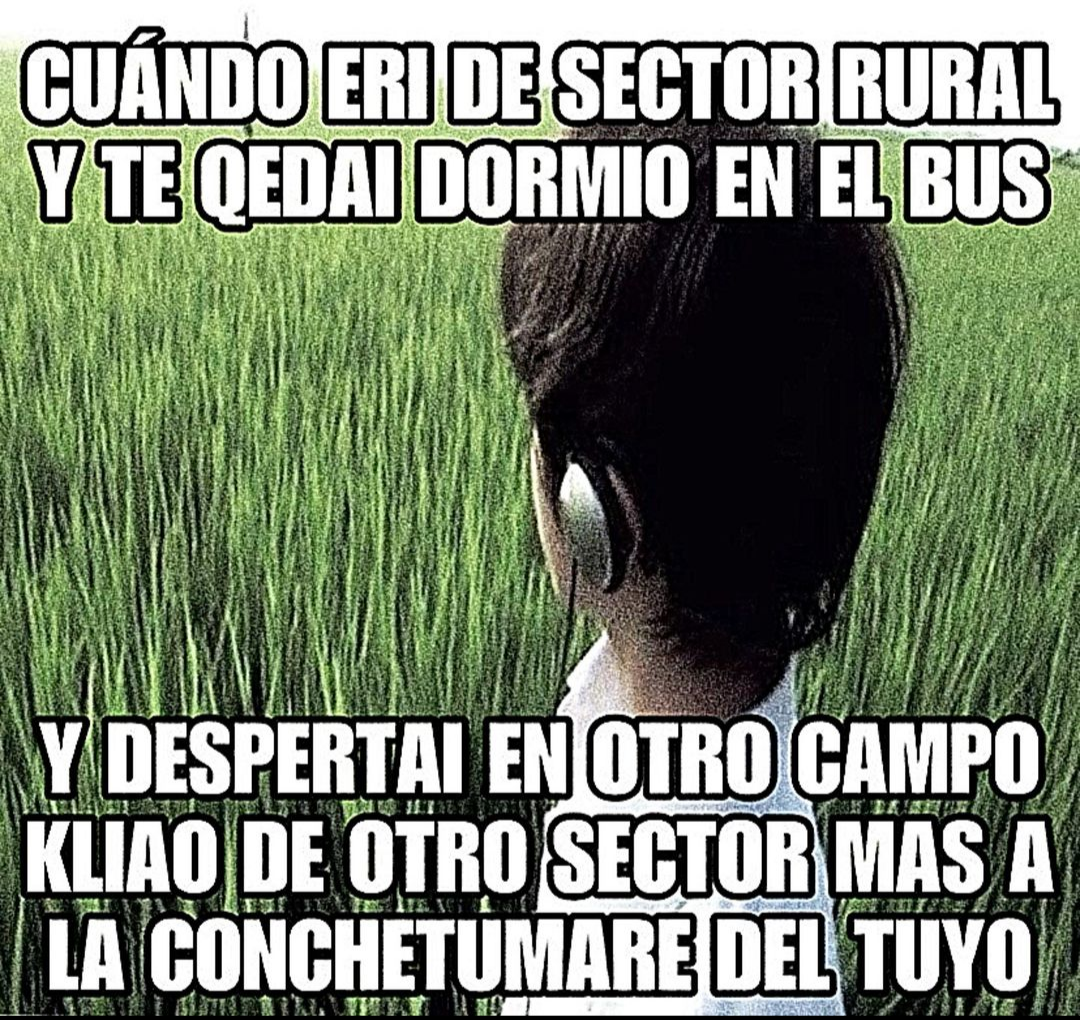 CUÁNDO ERI DE SECTOR RURAL
Y TE QEDAI DORMIO EN EL BUS
Y DESPERTAI EN OTRO CAMPO
KLIAO DE OTRO SECTOR MAS A
LA CONCHETUMARE DEL TUYO